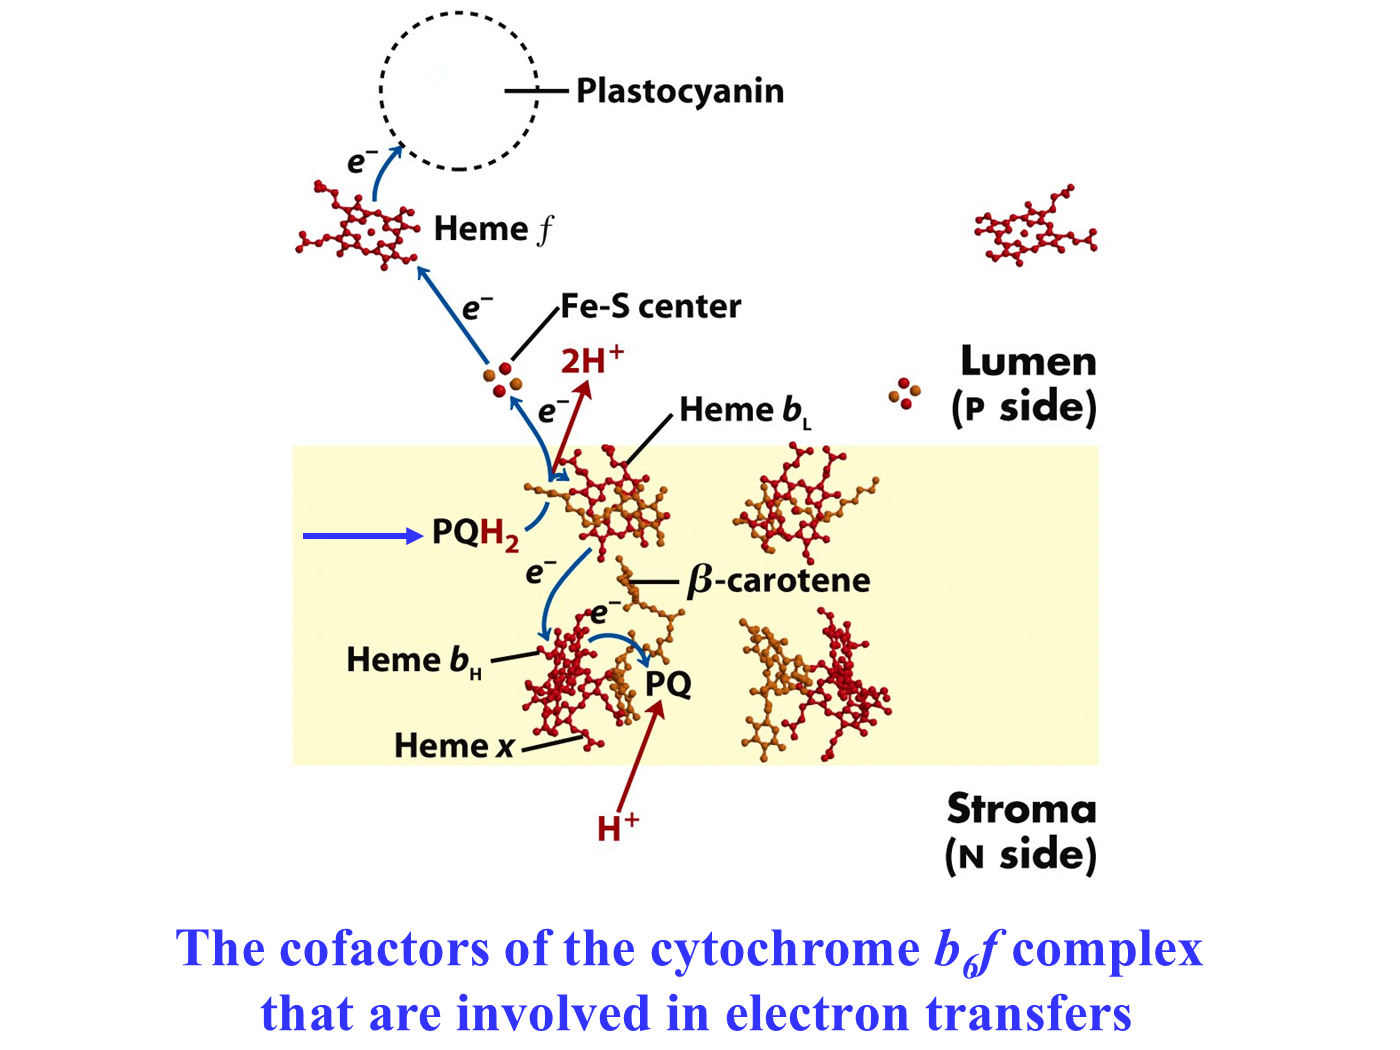 Plastocyanin
e⁻
Heme f
e⁻
Fe-S center
2H⁺
Lumen
(P side)
e⁻
Heme b_L
PQH₂
e⁻
β-carotene
e⁻
Heme b_H
PQ
Heme x
H⁺
Stroma
(N side)
The cofactors of the cytochrome b₆f complex
that are involved in electron transfers